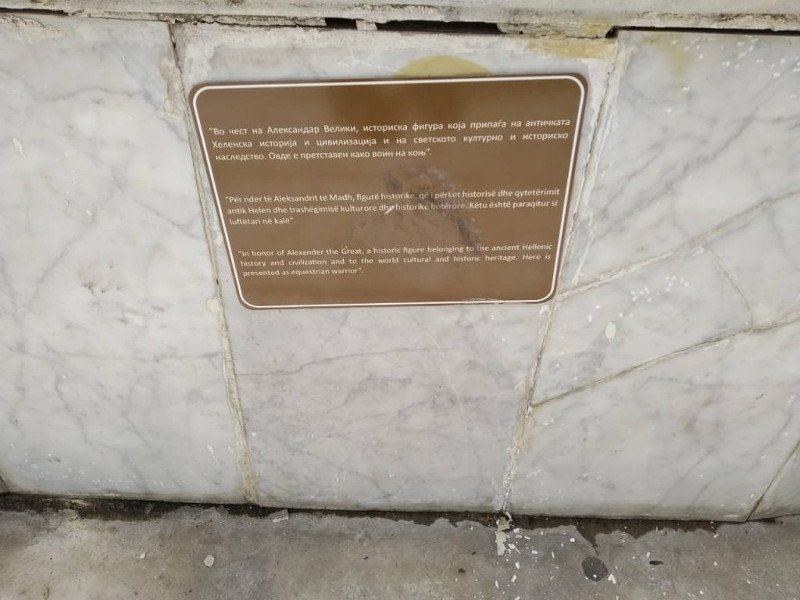 "Во чест на Александар Велики, историска фигура која припаѓа на античката
Хеленска историја и цивилизација и на светското културно и историско
наследство. Овде е претставен како воин на коњ".
"Për nder të Aleksandrit të Madh, figurë historike, që i përket historisë dhe qytetërimit
antik Helen dhe trashëgimisë kulturore dhe historike botërore. Këtu është paraqitur si
luftëtari në kalë".
"In honor of Alexander the Great, a historic figure belonging to the ancient Hellenic
history and civilization and to the world cultural and historic heritage. Here is
presented as equestrian warrior".